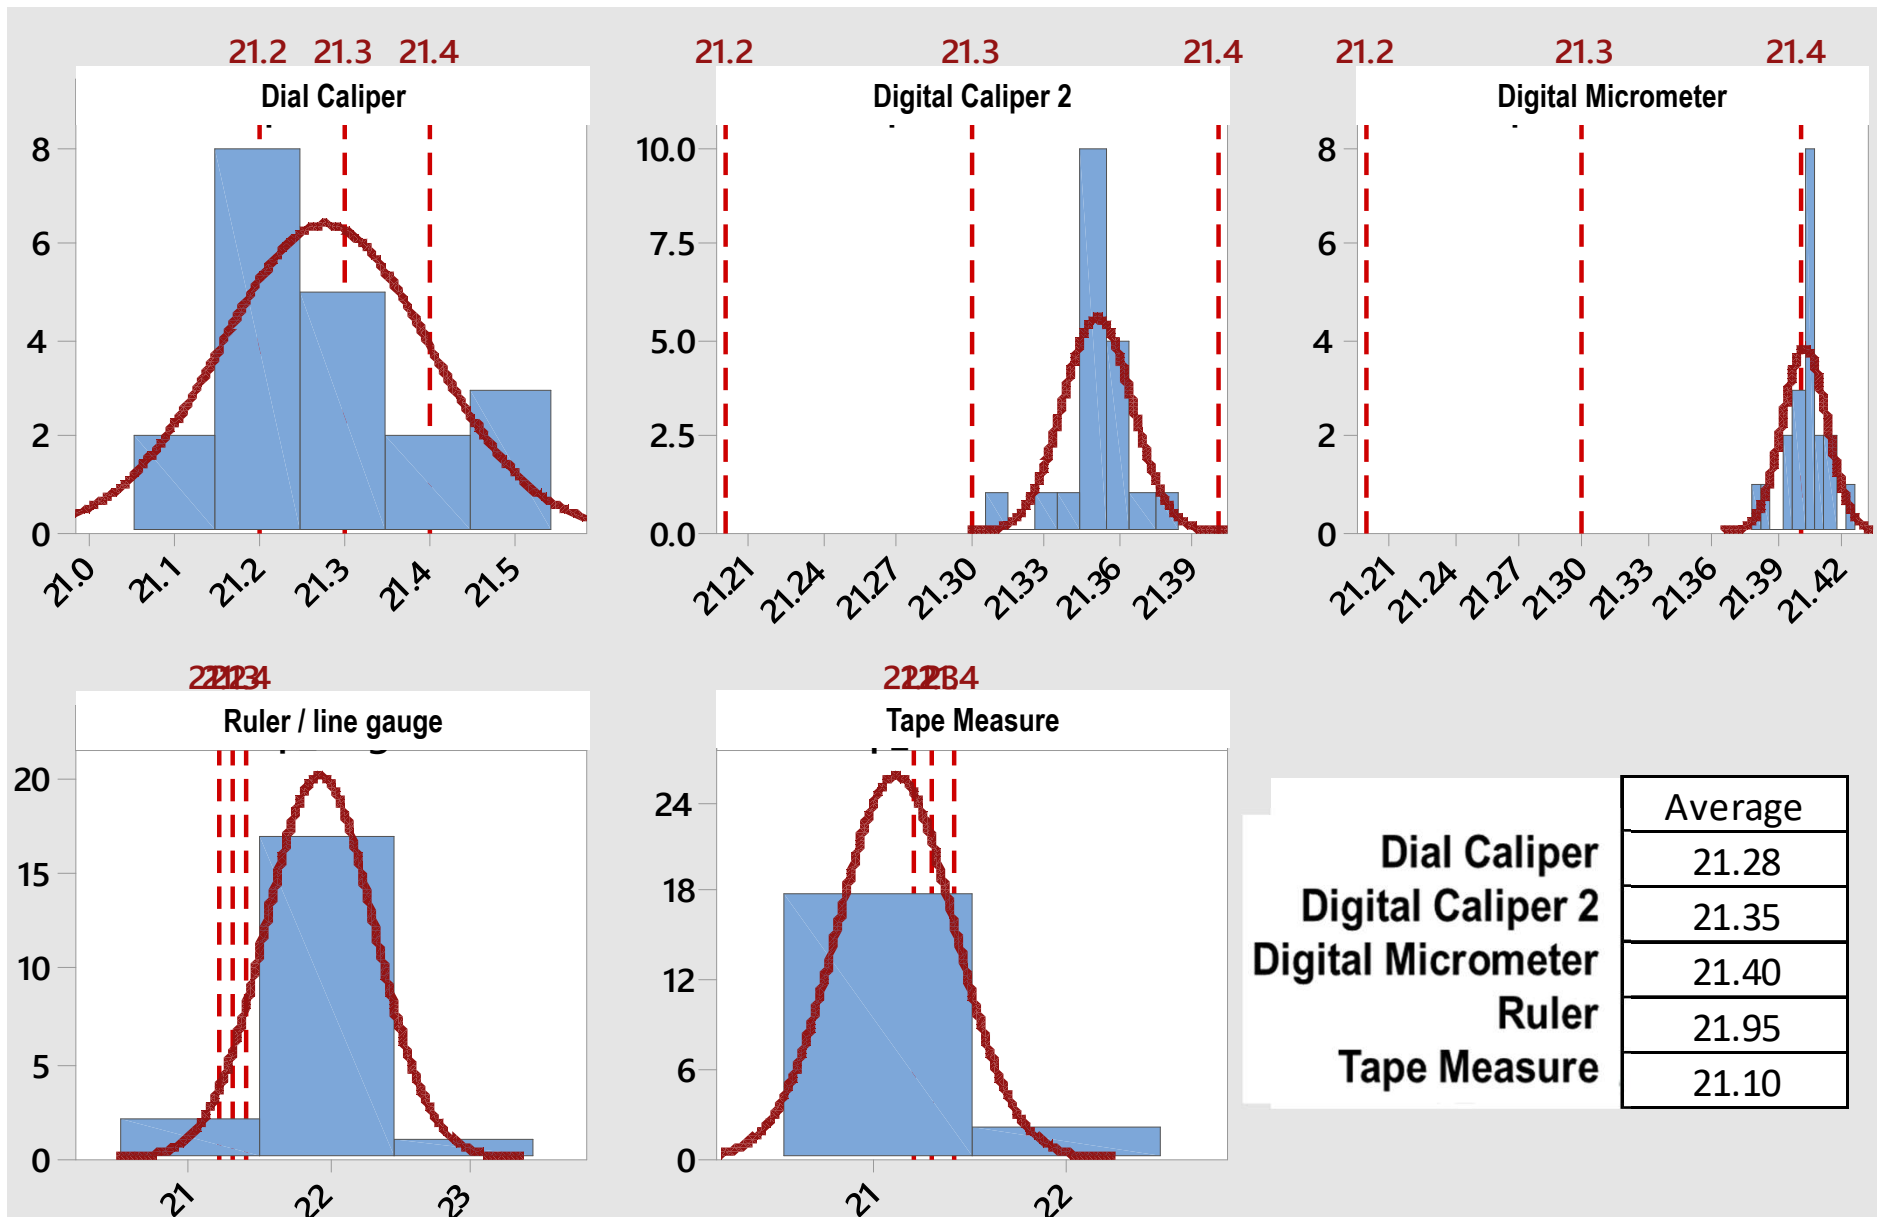 21.2 21.3 21.4
Dial Caliper
8
6
4
2
0
21.0 21.1 21.2 21.3 21.4 21.5
21.2 21.3 21.4
Digital Caliper 2
10.0
7.5
5.0
2.5
0.0
21.21 21.24 21.27 21.30 21.33 21.36 21.39
21.2 21.3 21.4
Digital Micrometer
8
6
4
2
0
21.21 21.24 21.27 21.30 21.33 21.36 21.39 21.42
Ruler / line gauge
20
15
10
5
0
21 22 23
Tape Measure
24
18
12
6
0
21 22
Average
Dial Caliper 21.28
Digital Caliper 2 21.35
Digital Micrometer 21.40
Ruler 21.95
Tape Measure 21.10